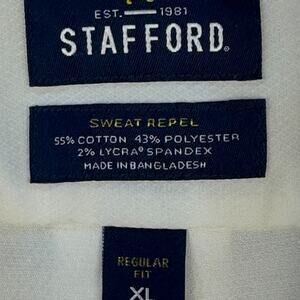 EST. 1981
STAFFORD®
SWEAT REPEL
55% COTTON 43% POLYESTER
2% LYCRA® SPANDEX
MADE IN BANGLADESH
REGULAR
FIT
XL